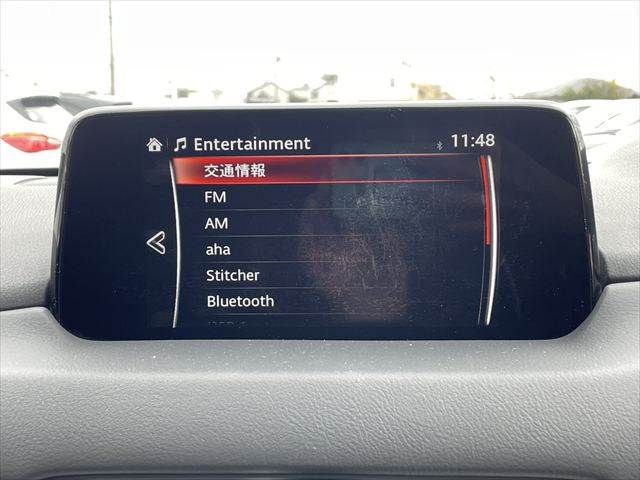 Entertainment
11:48
交通情報
FM
AM
aha
Stitcher
Bluetooth